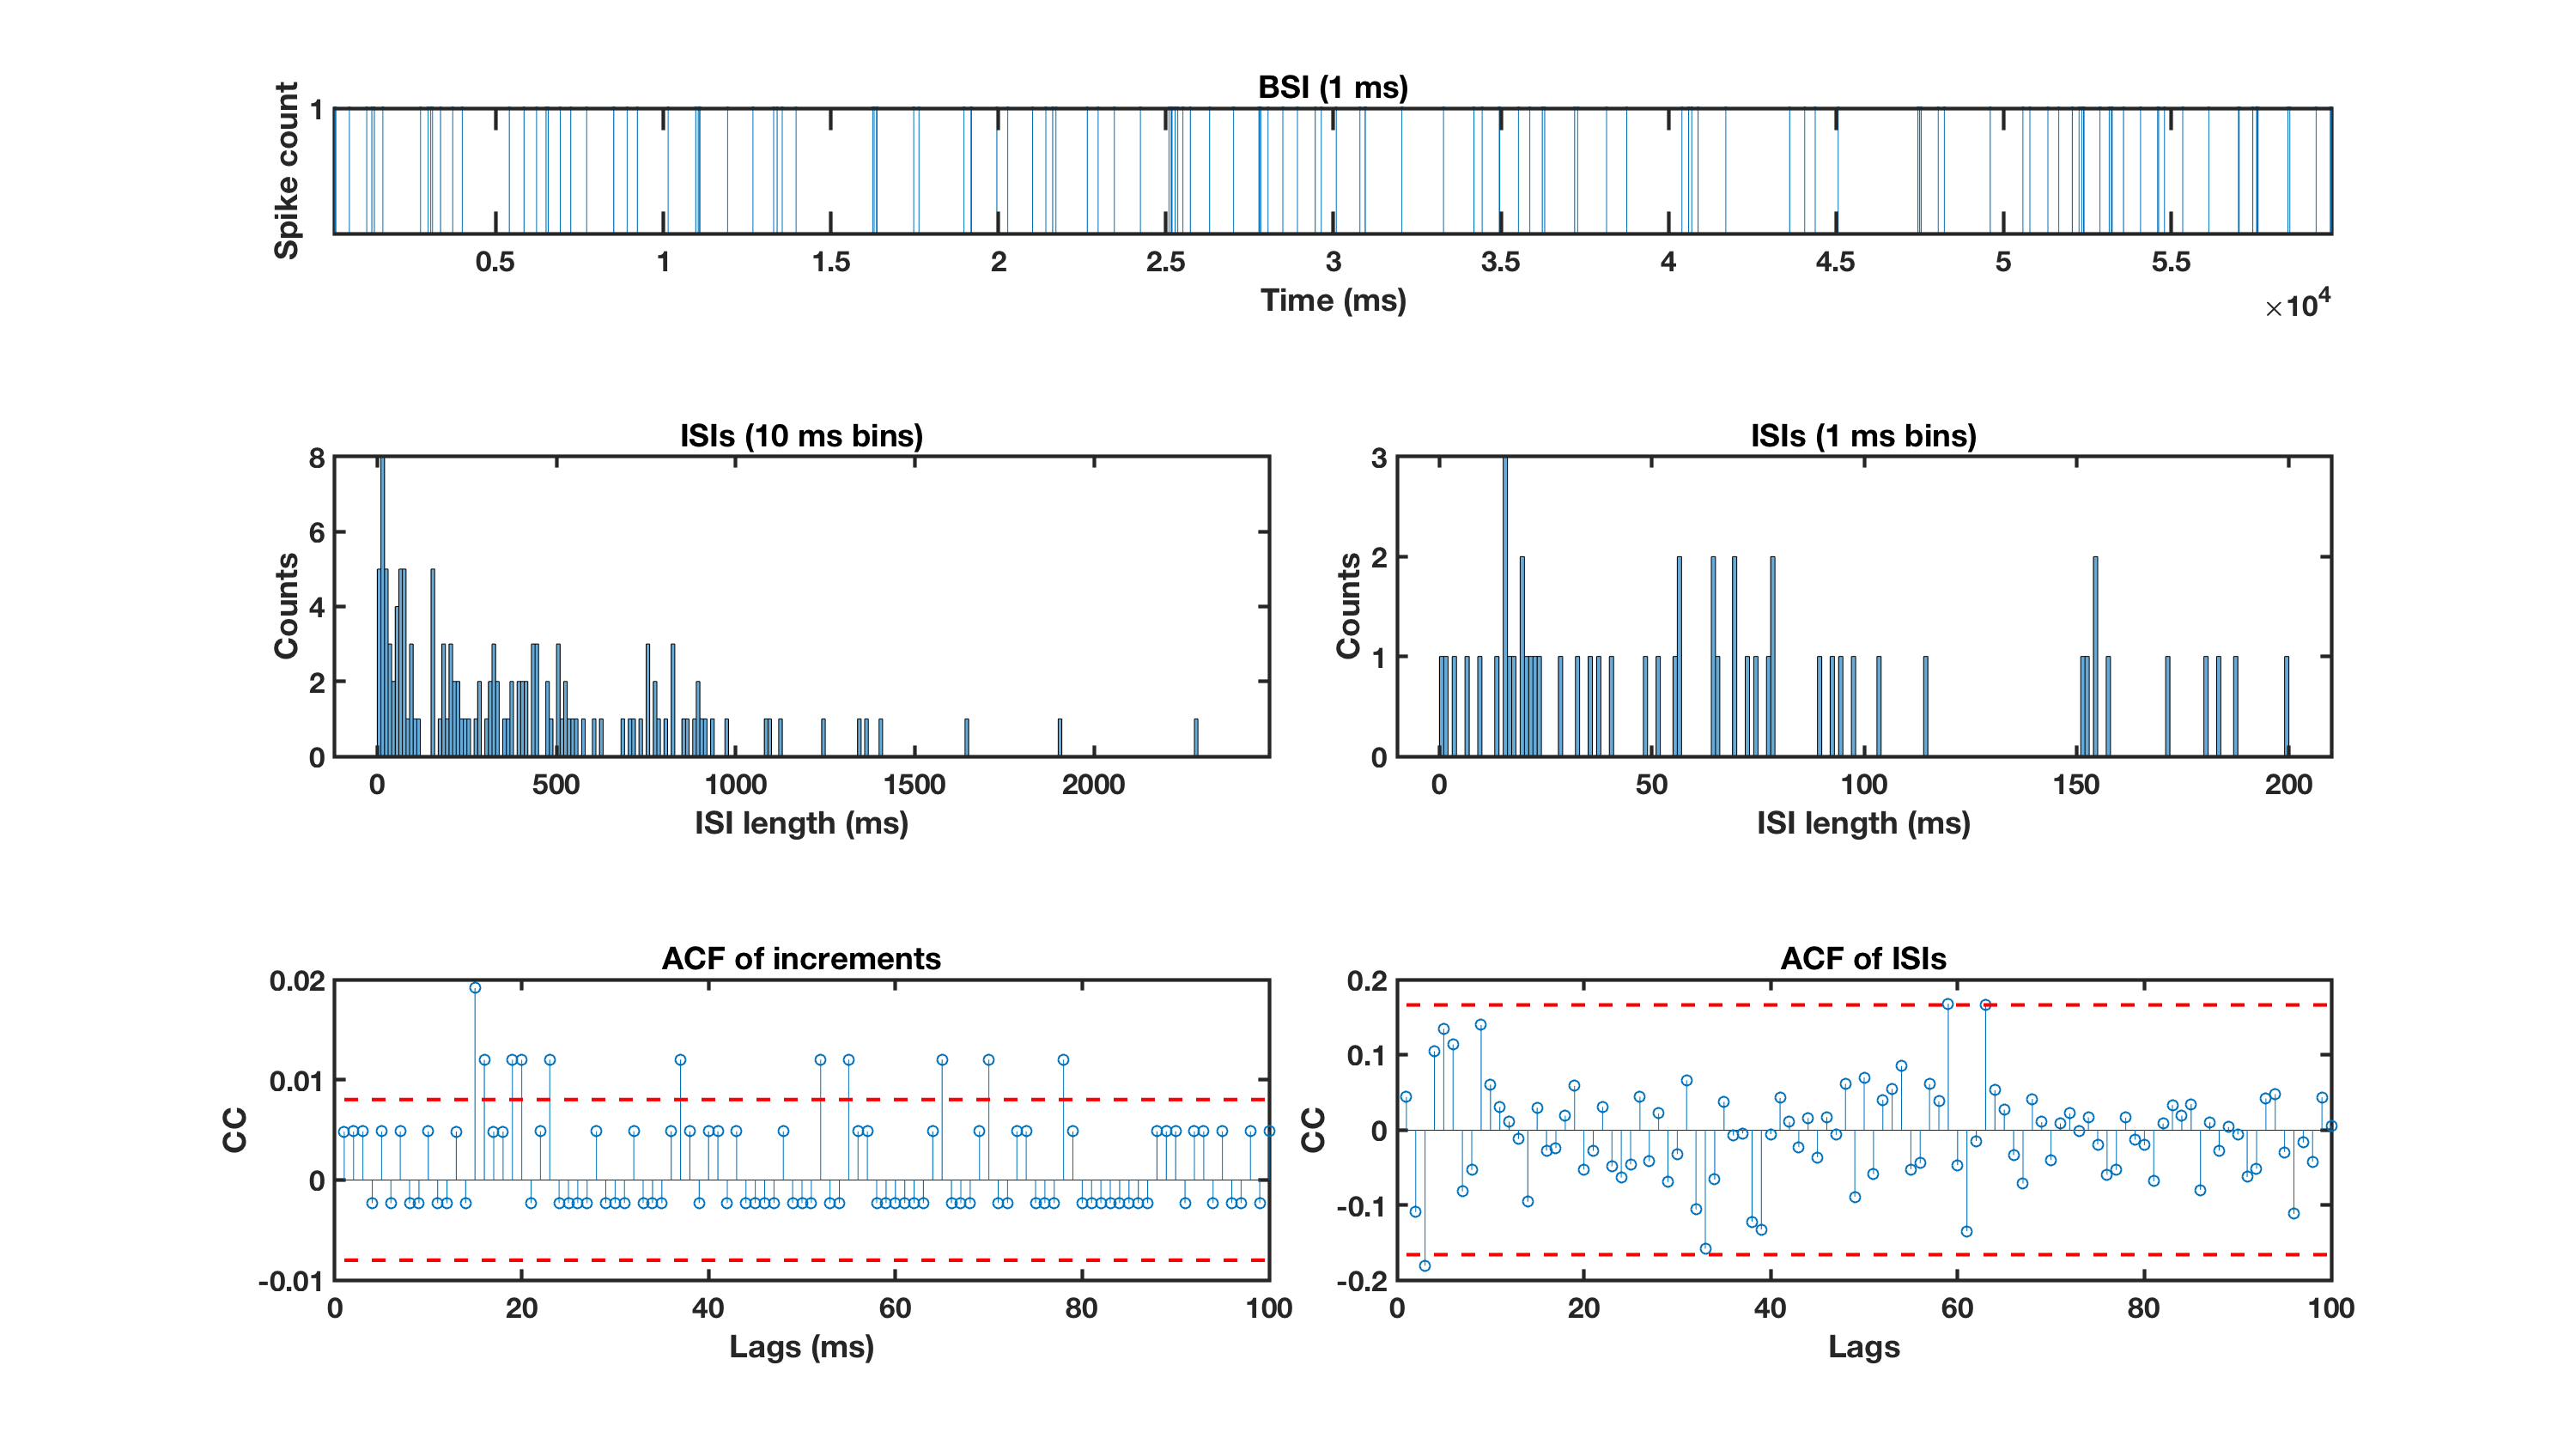 BSI (1 ms)
Spike count
1
0.5 1 1.5 2 2.5 3 3.5 4 4.5 5 5.5
Time (ms)
×10⁴
ISIs (10 ms bins)
Counts
8
6
4
2
0
0 500 1000 1500 2000
ISI length (ms)
ISIs (1 ms bins)
Counts
3
2
1
0
0 50 100 150 200
ISI length (ms)
ACF of increments
CC
0.02
0.01
0
-0.01
0 20 40 60 80 100
Lags (ms)
ACF of ISIs
CC
0.2
0.1
0
-0.1
-0.2
0 20 40 60 80 100
Lags